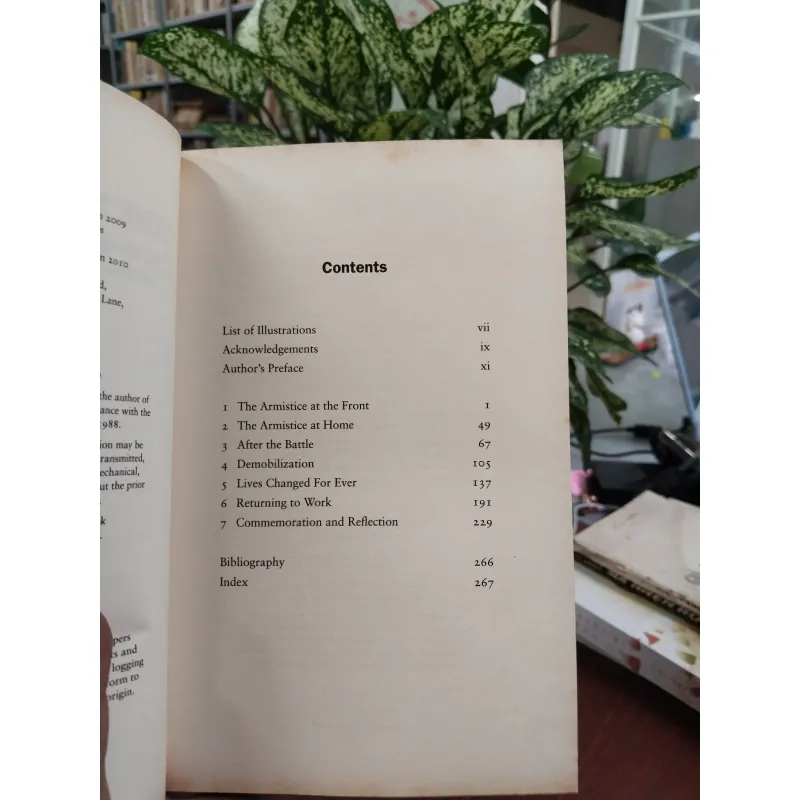 2009
2010
Lane,
the author of
ance with the
1988.
ion may be
transmitted,
echanical,
ut the prior
pers
ts and
logging
orm to
origin.
Contents
List of Illustrations vii
Acknowledgements ix
Author's Preface xi
1 The Armistice at the Front 1
2 The Armistice at Home 49
3 After the Battle 67
4 Demobilization 105
5 Lives Changed For Ever 137
6 Returning to Work 191
7 Commemoration and Reflection 229
Bibliography 266
Index 267